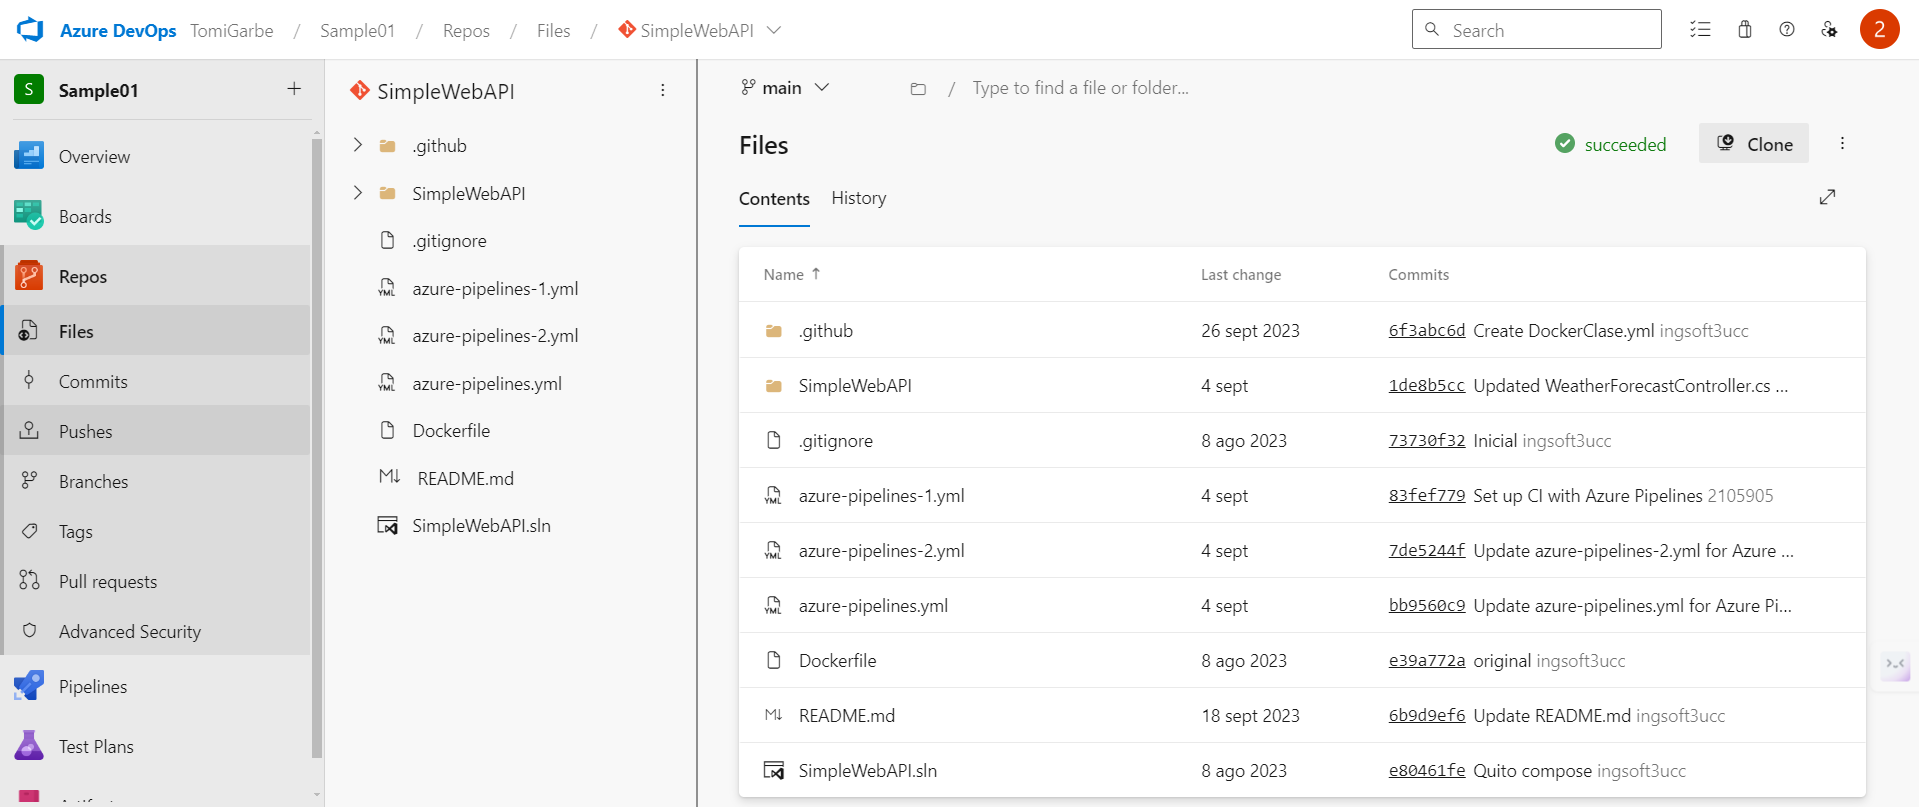 Azure DevOps TomiGarbe / Sample01 / Repos / Files / SimpleWebAPI
Search
2
S Sample01
Overview
Boards
Repos
Files
Commits
Pushes
Branches
Tags
Pull requests
Advanced Security
Pipelines
Test Plans
SimpleWebAPI
.github
SimpleWebAPI
.gitignore
YML azure-pipelines-1.yml
YML azure-pipelines-2.yml
YML azure-pipelines.yml
Dockerfile
M↓ README.md
SimpleWebAPI.sln
main / Type to find a file or folder...
Files
succeeded
Clone
Contents History
Name ↑ Last change Commits
.github 26 sept 2023 6f3abc6d Create DockerClase.yml ingsoft3ucc
SimpleWebAPI 4 sept 1de8b5cc Updated WeatherForecastController.cs ...
.gitignore 8 ago 2023 73730f32 Inicial ingsoft3ucc
YML azure-pipelines-1.yml 4 sept 83fef779 Set up CI with Azure Pipelines 2105905
YML azure-pipelines-2.yml 4 sept 7de5244f Update azure-pipelines-2.yml for Azure ...
YML azure-pipelines.yml 4 sept bb9560c9 Update azure-pipelines.yml for Azure Pi...
Dockerfile 8 ago 2023 e39a772a original ingsoft3ucc
M↓ README.md 18 sept 2023 6b9d9ef6 Update README.md ingsoft3ucc
SimpleWebAPI.sln 8 ago 2023 e80461fe Quito compose ingsoft3ucc